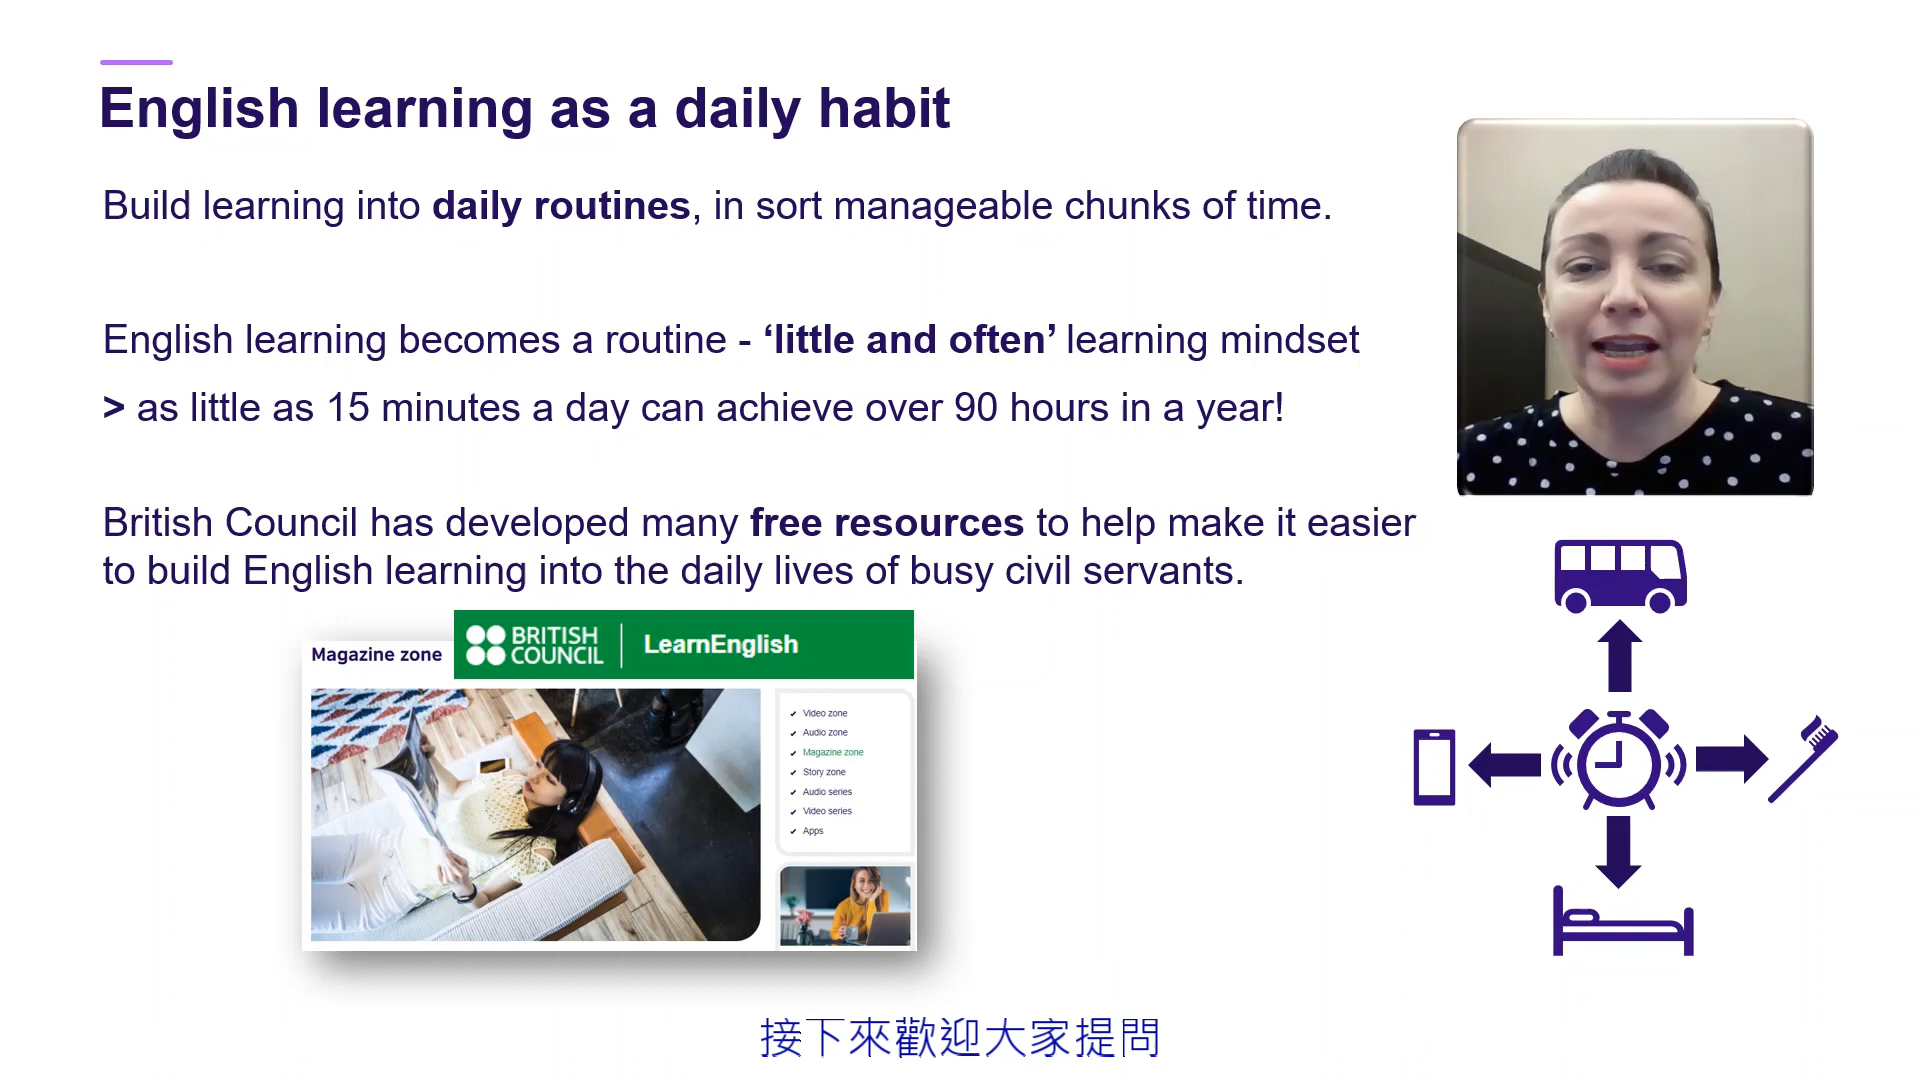 English learning as a daily habit
Build learning into daily routines, in sort manageable chunks of time.
English learning becomes a routine - ‘little and often’ learning mindset
> as little as 15 minutes a day can achieve over 90 hours in a year!
British Council has developed many free resources to help make it easier
to build English learning into the daily lives of busy civil servants.
Magazine zone
BRITISH
COUNCIL
LearnEnglish
✔ Video zone
✔ Audio zone
✔ Magazine zone
✔ Story zone
✔ Audio series
✔ Video series
✔ Apps
接下來歡迎大家提問